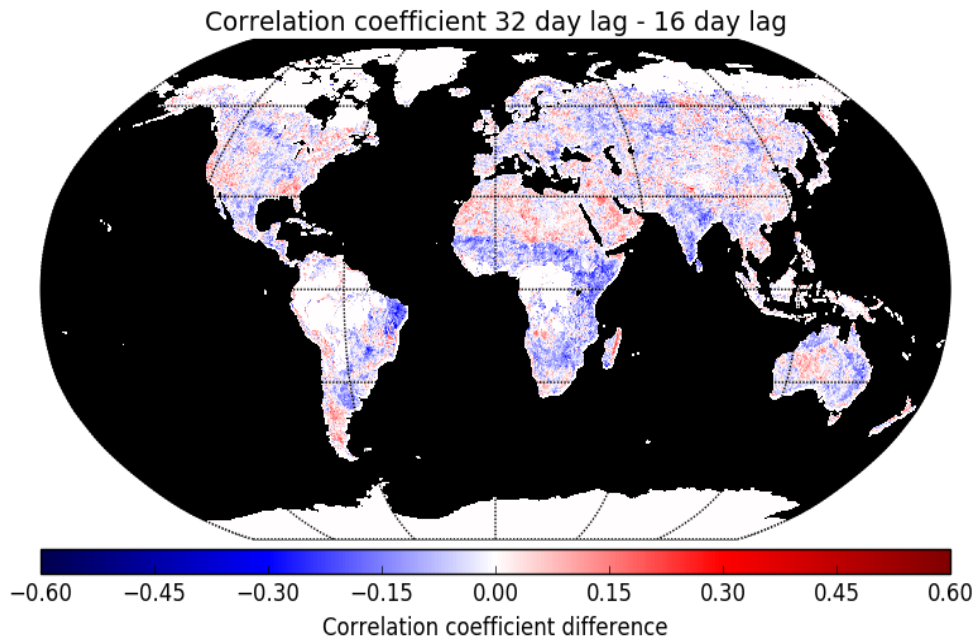 Correlation coefficient 32 day lag - 16 day lag
−0.60 −0.45 −0.30 −0.15 0.00 0.15 0.30 0.45 0.60
Correlation coefficient difference